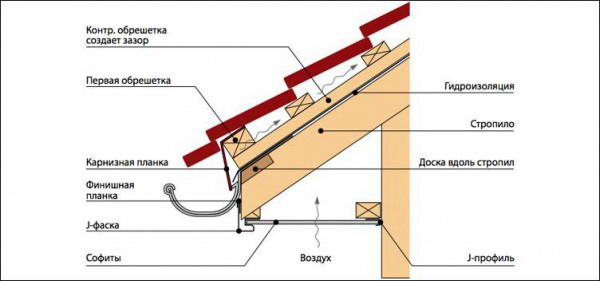 Контр. обрешетка
создает зазор
Первая обрешетка
Карнизная планка
Финишная
планка
J-фаска
Софиты
Воздух
Гидроизоляция
Стропило
Доска вдоль стропил
J-профиль